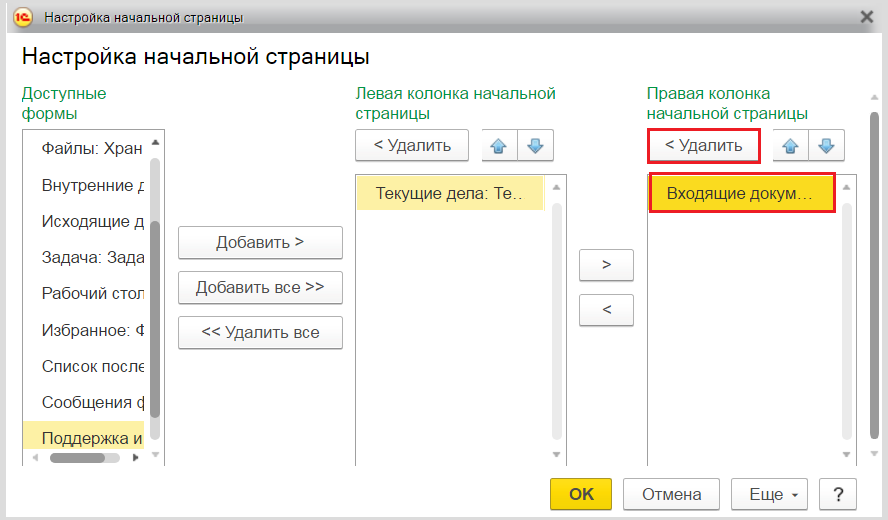 1С Настройка начальной страницы
Настройка начальной страницы
Доступные
формы
Файлы: Хран
Внутренние д
Исходящие д
Задача: Зада
Рабочий стол
Избранное: Ф
Список после
Сообщения ф
Поддержка и
Добавить >
Добавить все >>
<< Удалить все
Левая колонка начальной
страницы
< Удалить
Текущие дела: Те..
>
<
Правая колонка
начальной страницы
< Удалить
Входящие докум...
OK
Отмена
Еще
?